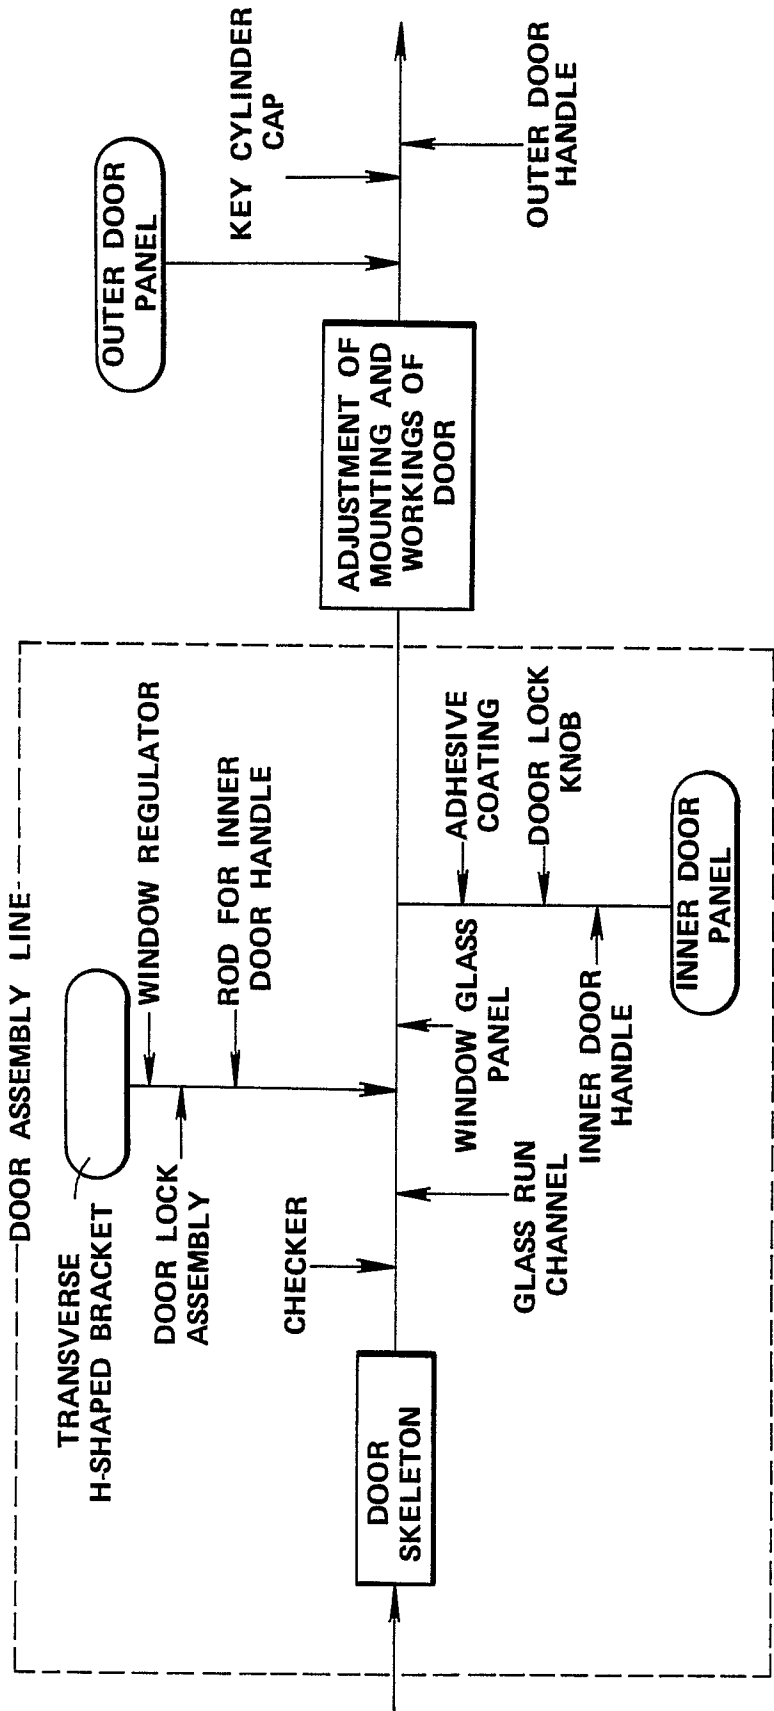 DOOR ASSEMBLY LINE
TRANSVERSE
H-SHAPED BRACKET
WINDOW REGULATOR
DOOR LOCK
ASSEMBLY
ROD FOR INNER
DOOR HANDLE
CHECKER
DOOR
SKELETON
GLASS RUN
CHANNEL
WINDOW GLASS
PANEL
ADHESIVE
COATING
DOOR LOCK
KNOB
INNER DOOR
HANDLE
INNER DOOR
PANEL
ADJUSTMENT OF
MOUNTING AND
WORKINGS OF
DOOR
OUTER DOOR
PANEL
KEY CYLINDER
CAP
OUTER DOOR
HANDLE